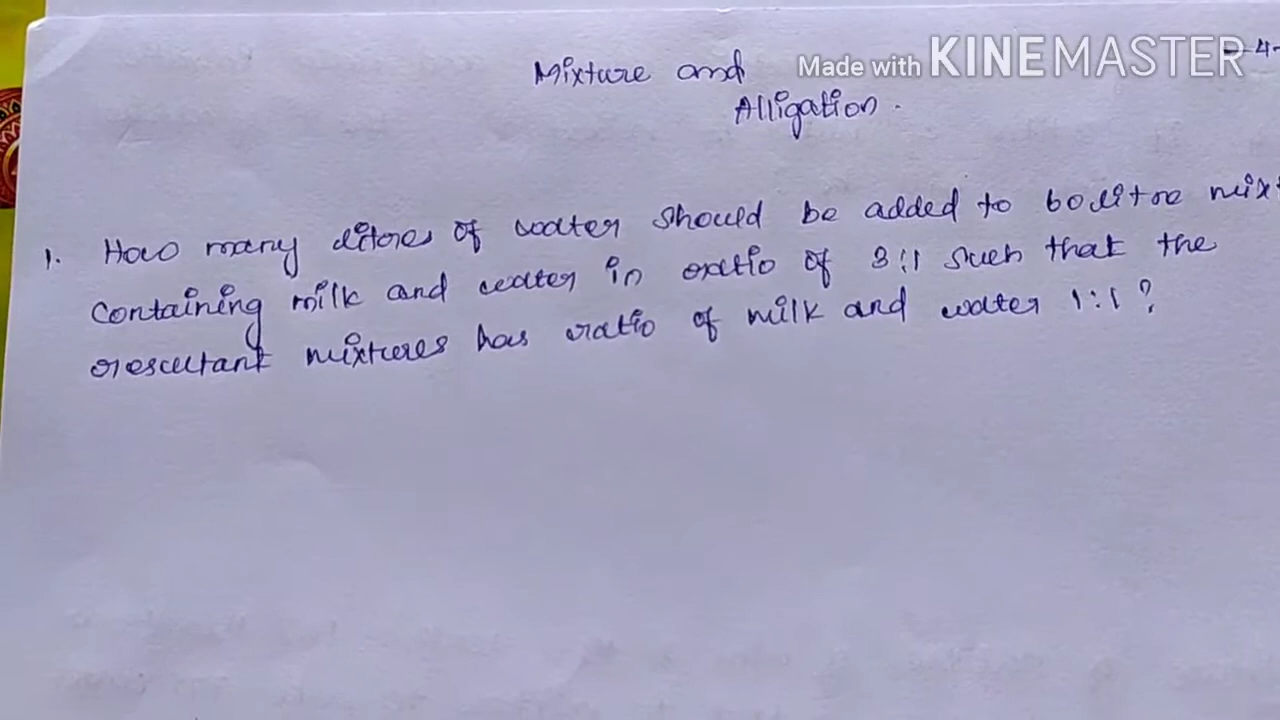 Mixture and
Made with KINEMASTER
-4-
Alligation.
1. How many litres of water should be added to 60 litre
containing milk and water in ratio of 3:1 such that the
resultant mixtures has ratio of milk and water 1:1?